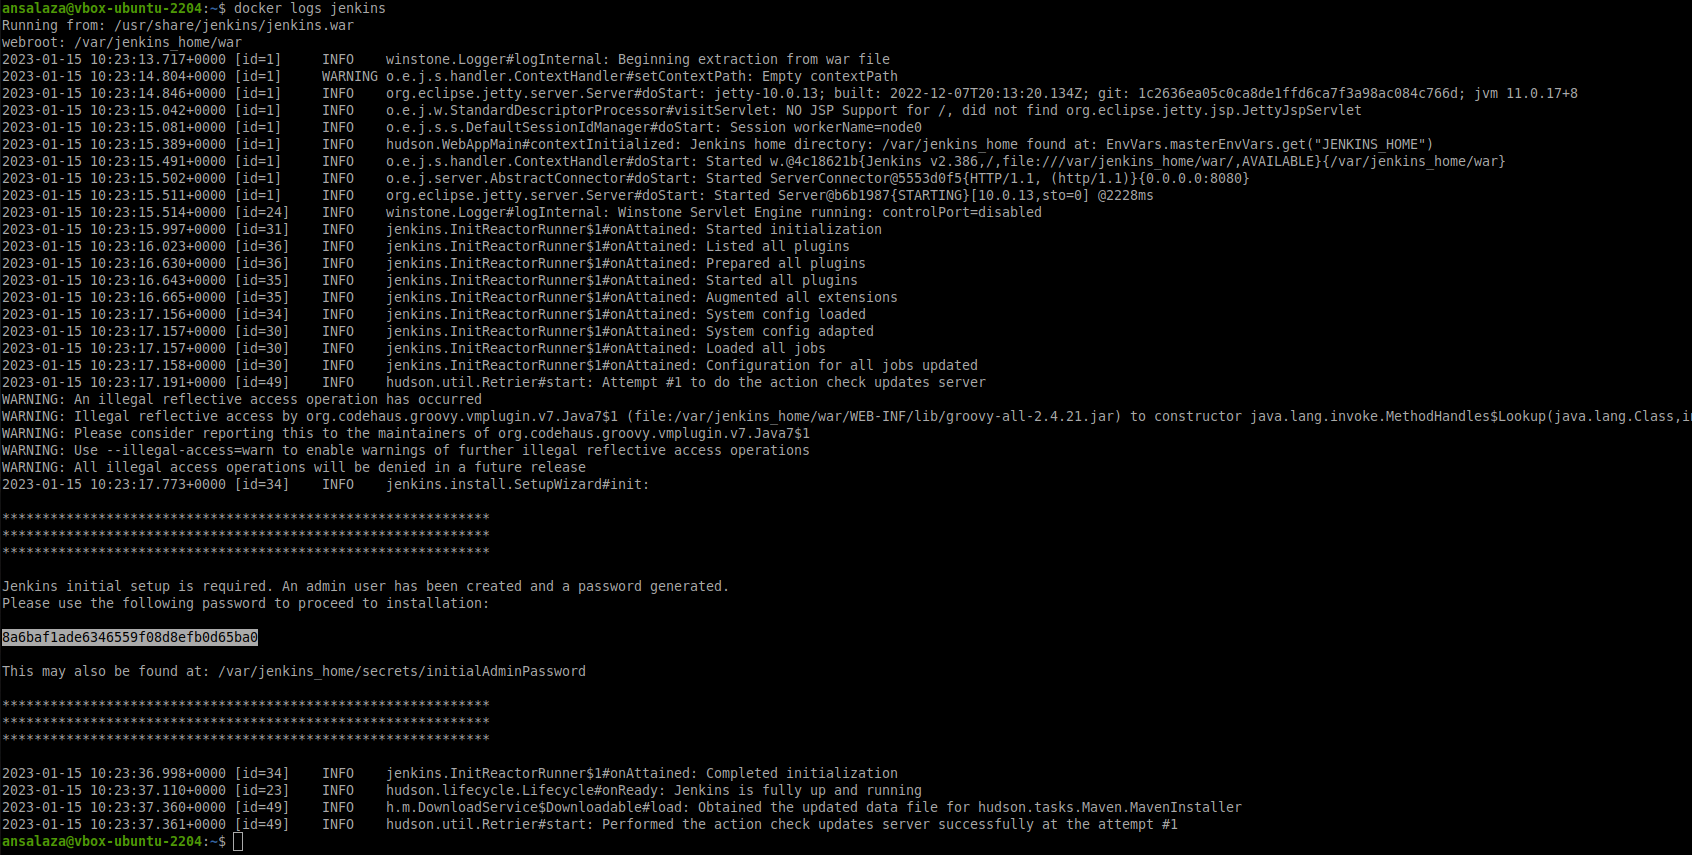 ansalaza@vbox-ubuntu-2204:~$ docker logs jenkins
Running from: /usr/share/jenkins/jenkins.war
webroot: /var/jenkins_home/war
2023-01-15 10:23:13.717+0000 [id=1]     INFO    winstone.Logger#logInternal: Beginning extraction from war file
2023-01-15 10:23:14.804+0000 [id=1]     WARNING o.e.j.s.handler.ContextHandler#setContextPath: Empty contextPath
2023-01-15 10:23:14.846+0000 [id=1]     INFO    org.eclipse.jetty.server.Server#doStart: jetty-10.0.13; built: 2022-12-07T20:13:20.134Z; git: 1c2636ea05c0ca8de1ffd6ca7f3a98ac084c766d; jvm 11.0.17+8
2023-01-15 10:23:15.042+0000 [id=1]     INFO    o.e.j.w.StandardDescriptorProcessor#visitServlet: NO JSP Support for /, did not find org.eclipse.jetty.jsp.JettyJspServlet
2023-01-15 10:23:15.081+0000 [id=1]     INFO    o.e.j.s.s.DefaultSessionIdManager#doStart: Session workerName=node0
2023-01-15 10:23:15.389+0000 [id=1]     INFO    hudson.WebAppMain#contextInitialized: Jenkins home directory: /var/jenkins_home found at: EnvVars.masterEnvVars.get("JENKINS_HOME")
2023-01-15 10:23:15.491+0000 [id=1]     INFO    o.e.j.s.handler.ContextHandler#doStart: Started w.@4c18621b{Jenkins v2.386,/,file:///var/jenkins_home/war/,AVAILABLE}{/var/jenkins_home/war}
2023-01-15 10:23:15.502+0000 [id=1]     INFO    o.e.j.server.AbstractConnector#doStart: Started ServerConnector@5553d0f5{HTTP/1.1, (http/1.1)}{0.0.0.0:8080}
2023-01-15 10:23:15.511+0000 [id=1]     INFO    org.eclipse.jetty.server.Server#doStart: Started Server@b6b1987{STARTING}[10.0.13,sto=0] @2228ms
2023-01-15 10:23:15.514+0000 [id=24]    INFO    winstone.Logger#logInternal: Winstone Servlet Engine running: controlPort=disabled
2023-01-15 10:23:15.997+0000 [id=31]    INFO    jenkins.InitReactorRunner$1#onAttained: Started initialization
2023-01-15 10:23:16.023+0000 [id=36]    INFO    jenkins.InitReactorRunner$1#onAttained: Listed all plugins
2023-01-15 10:23:16.630+0000 [id=36]    INFO    jenkins.InitReactorRunner$1#onAttained: Prepared all plugins
2023-01-15 10:23:16.643+0000 [id=35]    INFO    jenkins.InitReactorRunner$1#onAttained: Started all plugins
2023-01-15 10:23:16.665+0000 [id=35]    INFO    jenkins.InitReactorRunner$1#onAttained: Augmented all extensions
2023-01-15 10:23:17.156+0000 [id=34]    INFO    jenkins.InitReactorRunner$1#onAttained: System config loaded
2023-01-15 10:23:17.157+0000 [id=30]    INFO    jenkins.InitReactorRunner$1#onAttained: System config adapted
2023-01-15 10:23:17.157+0000 [id=30]    INFO    jenkins.InitReactorRunner$1#onAttained: Loaded all jobs
2023-01-15 10:23:17.158+0000 [id=30]    INFO    jenkins.InitReactorRunner$1#onAttained: Configuration for all jobs updated
2023-01-15 10:23:17.191+0000 [id=49]    INFO    hudson.util.Retrier#start: Attempt #1 to do the action check updates server
WARNING: An illegal reflective access operation has occurred
WARNING: Illegal reflective access by org.codehaus.groovy.vmplugin.v7.Java7$1 (file:/var/jenkins_home/war/WEB-INF/lib/groovy-all-2.4.21.jar) to constructor java.lang.invoke.MethodHandles$Lookup(java.lang.Class,i
WARNING: Please consider reporting this to the maintainers of org.codehaus.groovy.vmplugin.v7.Java7$1
WARNING: Use --illegal-access=warn to enable warnings of further illegal reflective access operations
WARNING: All illegal access operations will be denied in a future release
2023-01-15 10:23:17.773+0000 [id=34]    INFO    jenkins.install.SetupWizard#init:
*************************************************************
*************************************************************
*************************************************************
Jenkins initial setup is required. An admin user has been created and a password generated.
Please use the following password to proceed to installation:
8a6baf1ade6346559f08d8efb0d65ba0
This may also be found at: /var/jenkins_home/secrets/initialAdminPassword
*************************************************************
*************************************************************
*************************************************************
2023-01-15 10:23:36.998+0000 [id=34]    INFO    jenkins.InitReactorRunner$1#onAttained: Completed initialization
2023-01-15 10:23:37.110+0000 [id=23]    INFO    hudson.lifecycle.Lifecycle#onReady: Jenkins is fully up and running
2023-01-15 10:23:37.360+0000 [id=49]    INFO    h.m.DownloadService$Downloadable#load: Obtained the updated data file for hudson.tasks.Maven.MavenInstaller
2023-01-15 10:23:37.361+0000 [id=49]    INFO    hudson.util.Retrier#start: Performed the action check updates server successfully at the attempt #1
ansalaza@vbox-ubuntu-2204:~$